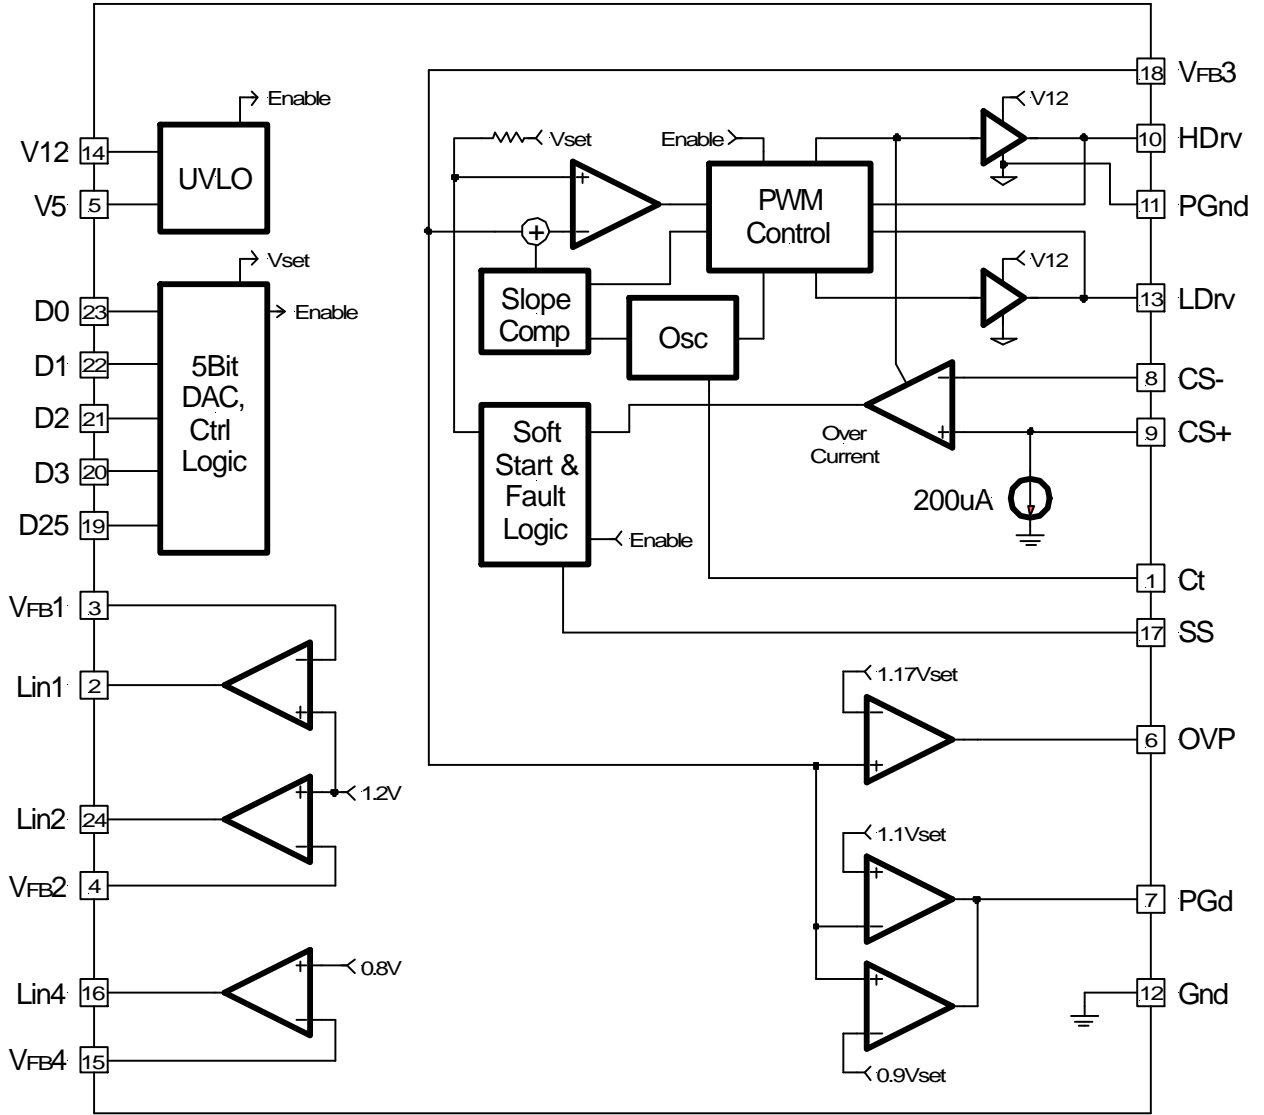 18 VFB3
Enable
V12
V12 14
UVLO
V5 5
Vset
+
−
Enable
PWM
Control
10 HDrv
11 PGnd
Vset
D0 23
Enable
D1 22
D2 21
D3 20
D25 19
5Bit
DAC,
Ctrl
Logic
+
Slope
Comp
Osc
V12
13 LDrv
−
8 CS-
+
9 CS+
Over
Current
200uA
Soft
Start &
Fault
Logic
Enable
1 Ct
17 SS
VFB1 3
−
Lin1 2
+
1.2V
+
Lin2 24
−
VFB2 4
0.8V
+
Lin4 16
−
VFB4 15
1.17Vset
−
6 OVP
+
1.1Vset
+
7 PGd
−
+
−
0.9Vset
12 Gnd